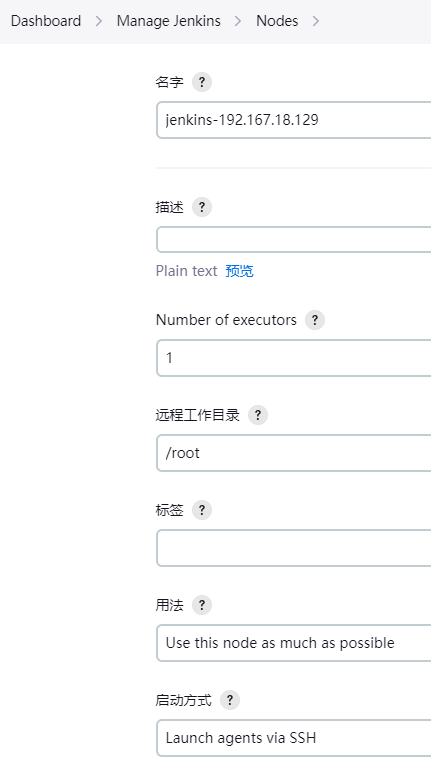 Dashboard > Manage Jenkins > Nodes >
名字 ?
jenkins-192.167.18.129
描述 ?
Plain text 预览
Number of executors ?
1
远程工作目录 ?
/root
标签 ?
用法 ?
Use this node as much as possible
启动方式 ?
Launch agents via SSH